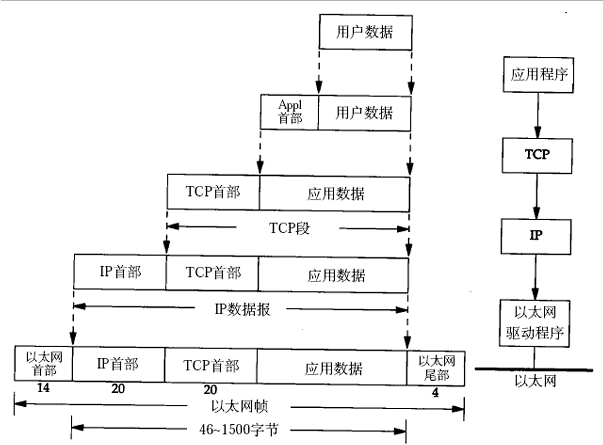 用户数据
Appl
首部
用户数据
应用程序
TCP首部
应用数据
TCP
TCP段
IP首部
TCP首部
应用数据
IP
IP数据报
以太网
驱动程序
以太网
首部
IP首部
TCP首部
应用数据
以太网
尾部
以太网
14
20
20
4
以太网帧
46~1500字节